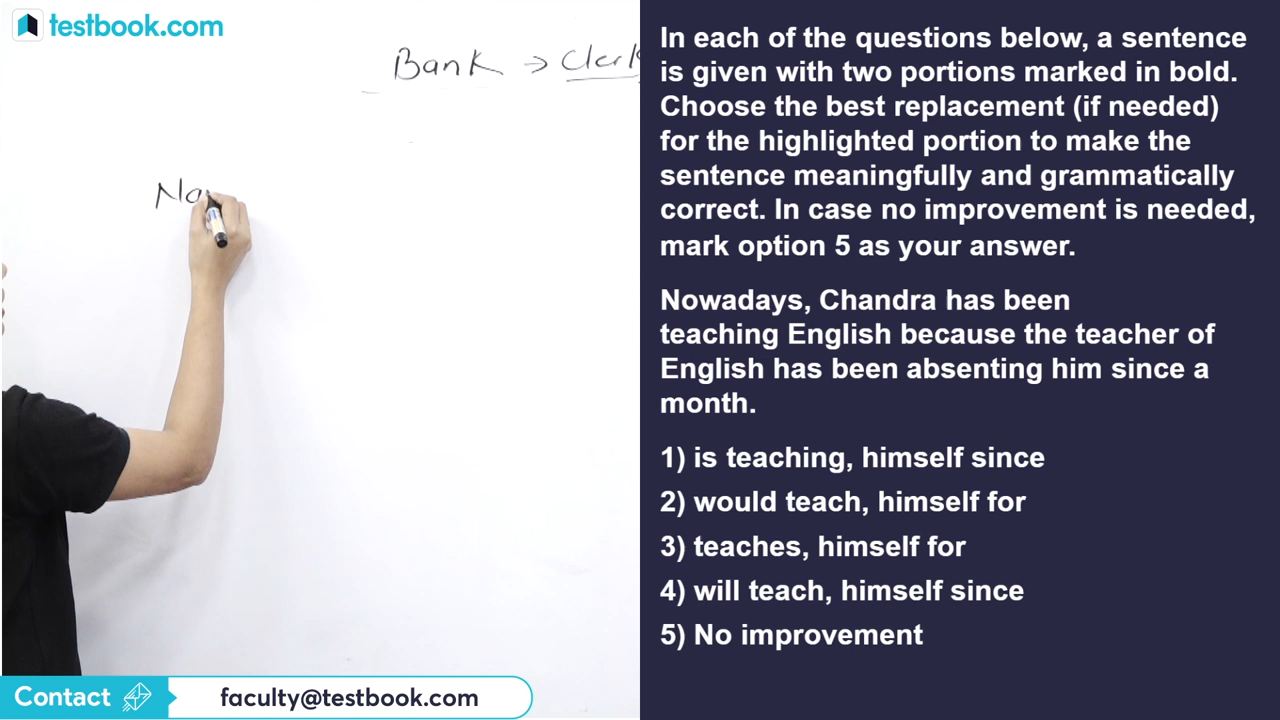 testbook.com
Bank → Clerk
Na
In each of the questions below, a sentence
is given with two portions marked in bold.
Choose the best replacement (if needed)
for the highlighted portion to make the
sentence meaningfully and grammatically
correct. In case no improvement is needed,
mark option 5 as your answer.
Nowadays, Chandra has been
teaching English because the teacher of
English has been absenting him since a
month.
1) is teaching, himself since
2) would teach, himself for
3) teaches, himself for
4) will teach, himself since
5) No improvement
Contact
faculty@testbook.com